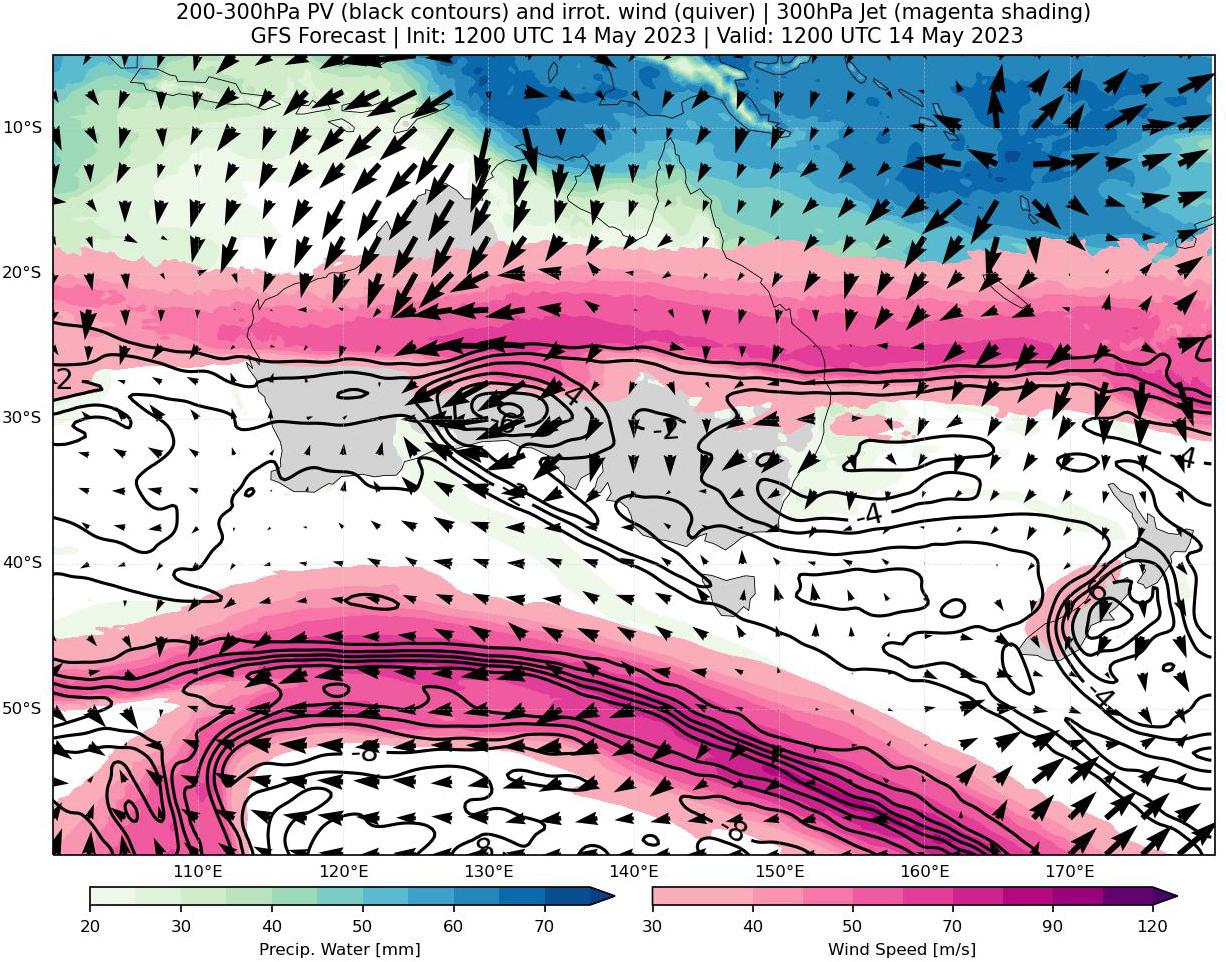 200-300hPa PV (black contours) and irrot. wind (quiver) | 300hPa Jet (magenta shading)
GFS Forecast | Init: 1200 UTC 14 May 2023 | Valid: 1200 UTC 14 May 2023
10°S
20°S
-2
-4
30°S
-2
-4
-4
40°S
-6
-4
50°S
-8
-8
110°E 120°E 130°E 140°E 150°E 160°E 170°E
20 30 40 50 60 70
30 40 50 70 90 120
Precip. Water [mm]
Wind Speed [m/s]